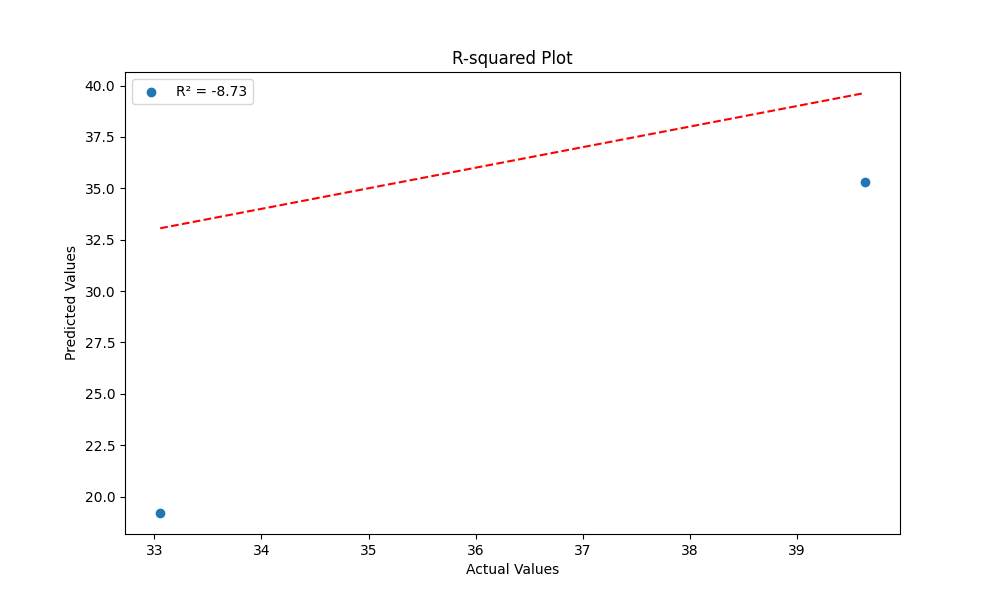 R-squared Plot
R² = -8.73
40.0
37.5
35.0
32.5
30.0
27.5
25.0
22.5
20.0
Predicted Values
33 34 35 36 37 38 39
Actual Values